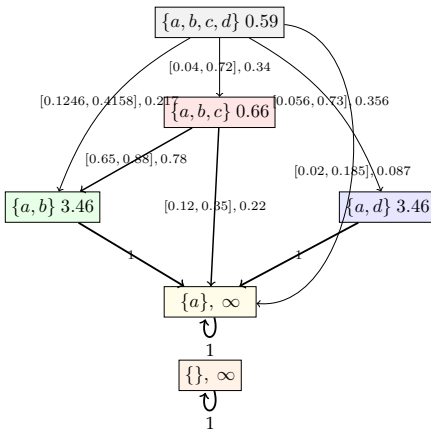 {a, b, c, d} 0.59
[0.04, 0.72], 0.34
[0.1246, 0.4158], 0.217
[0.056, 0.73], 0.356
{a, b, c} 0.66
[0.65, 0.88], 0.78
[0.02, 0.185], 0.087
{a, b} 3.46
[0.12, 0.35], 0.22
{a, d} 3.46
1
1
{a}, ∞
1
{}, ∞
1